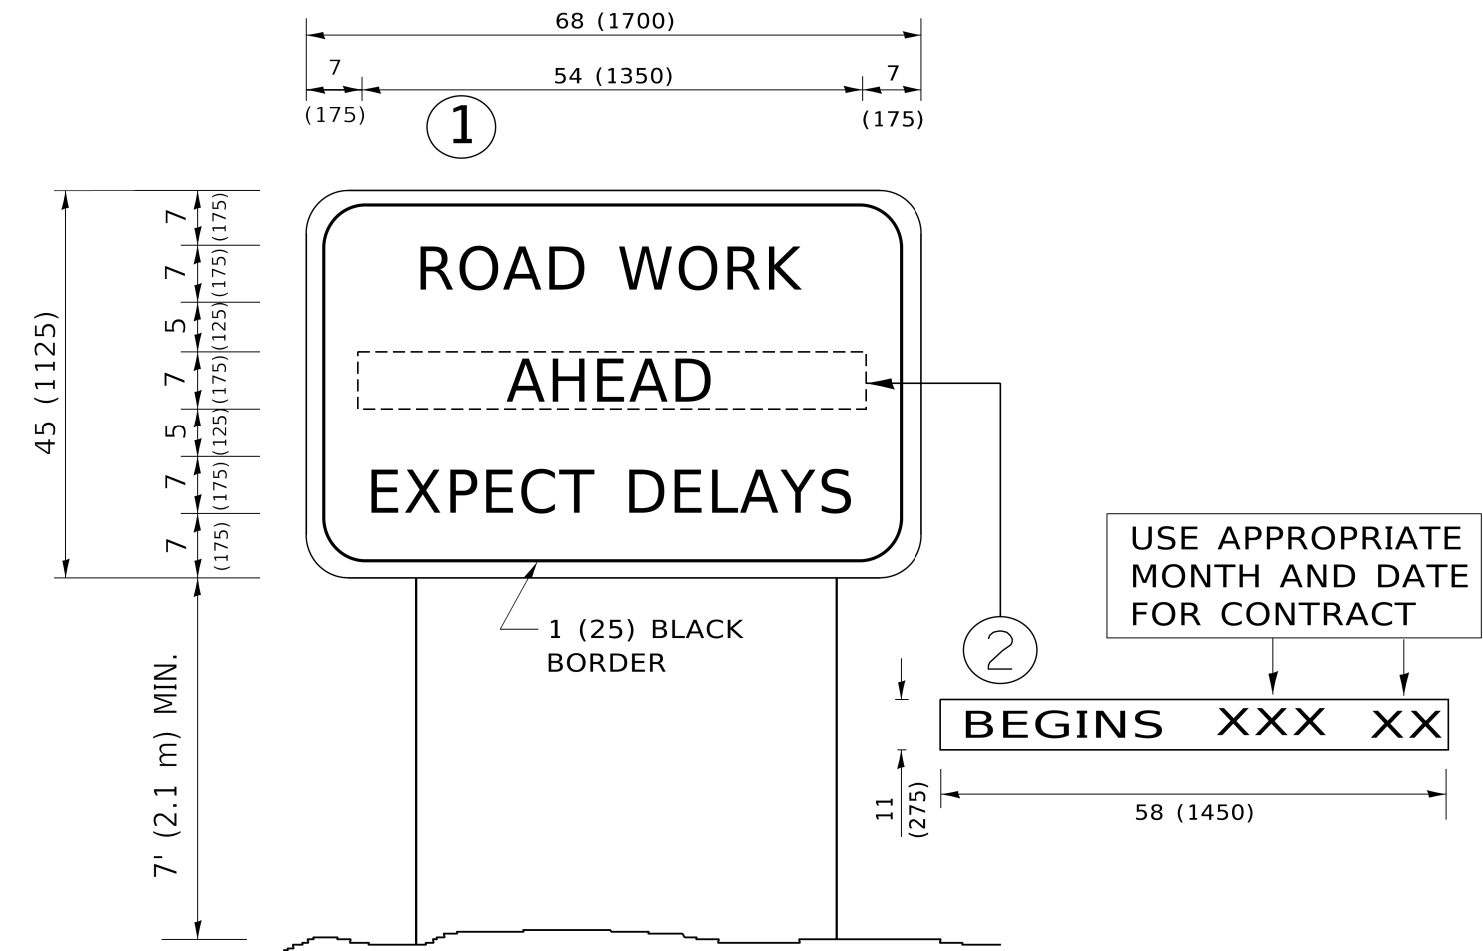 68 (1700)
7
54 (1350)
7
(175)
(175)
1
7
(175)
7
(175)
5
(125)
7
(175)
5
(125)
7
(175)
7
(175)
45 (1125)
ROAD WORK
AHEAD
EXPECT DELAYS
1 (25) BLACK
BORDER
7' (2.1 m) MIN.
USE APPROPRIATE
MONTH AND DATE
FOR CONTRACT
2
BEGINS XXX XX
11
(275)
58 (1450)